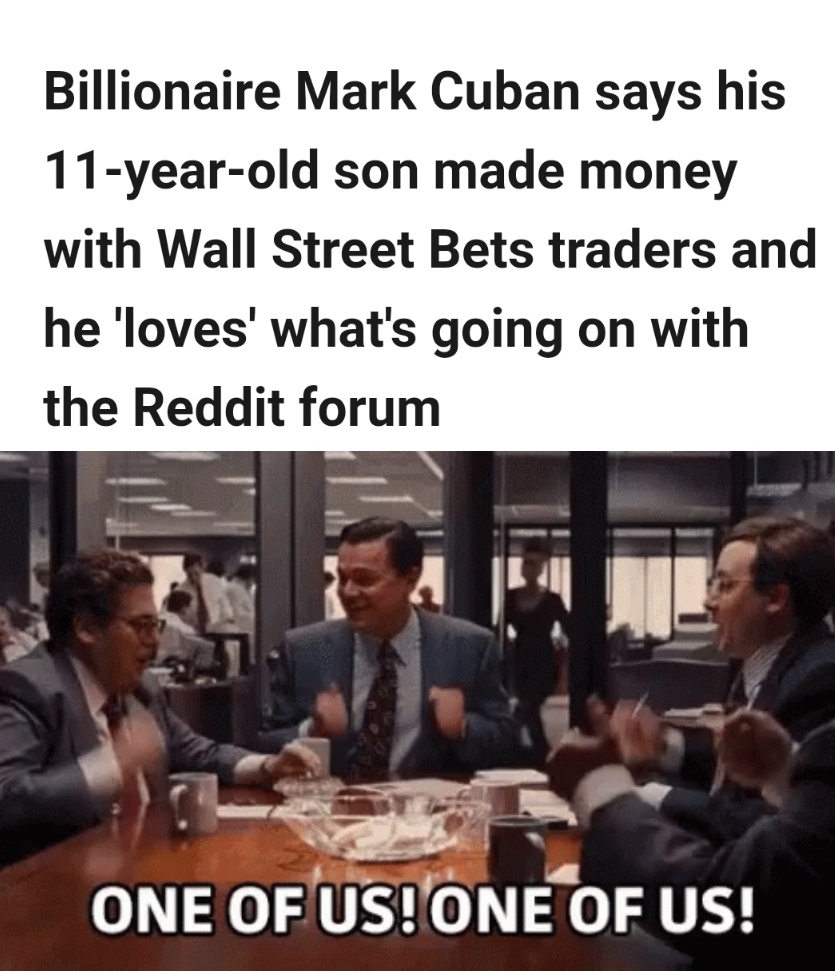 Billionaire Mark Cuban says his
11-year-old son made money
with Wall Street Bets traders and
he 'loves' what's going on with
the Reddit forum
ONE OF US! ONE OF US!